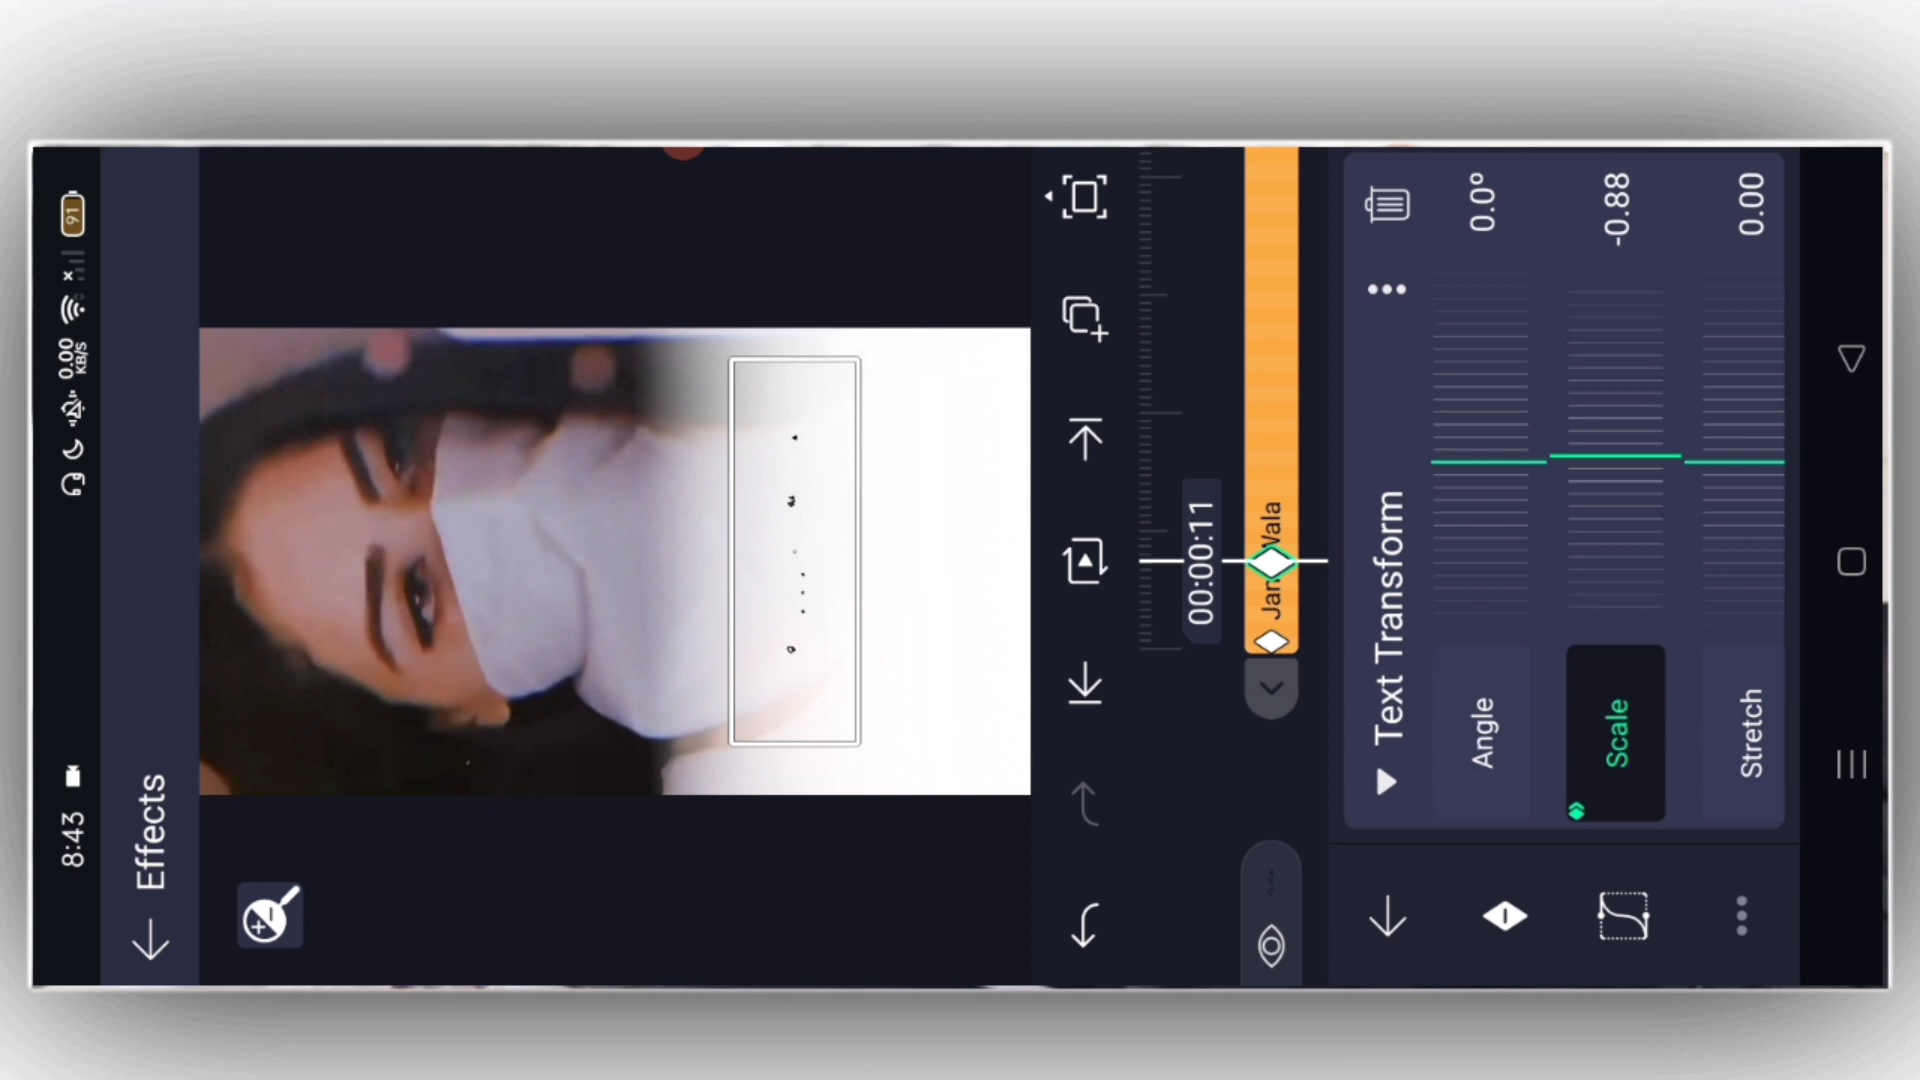 8:43
0.00
KB/S
91
Effects
00:00:11
Text Transform
Angle
0.0°
Scale
-0.88
Stretch
0.00